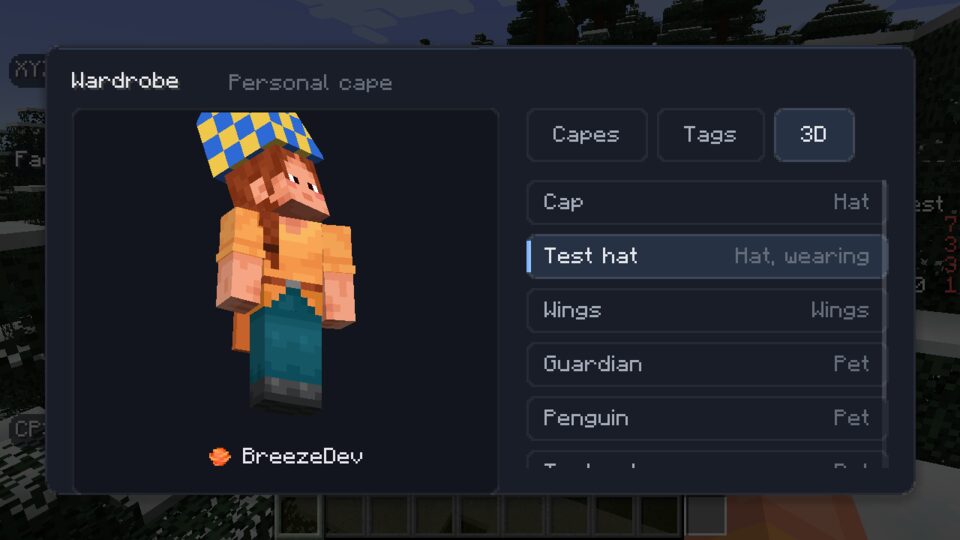 Wardrobe
Personal cape
Capes
Tags
3D
Cap
Hat
Test hat
Hat, wearing
Wings
Wings
Guardian
Pet
Penguin
Pet
BreezeDev